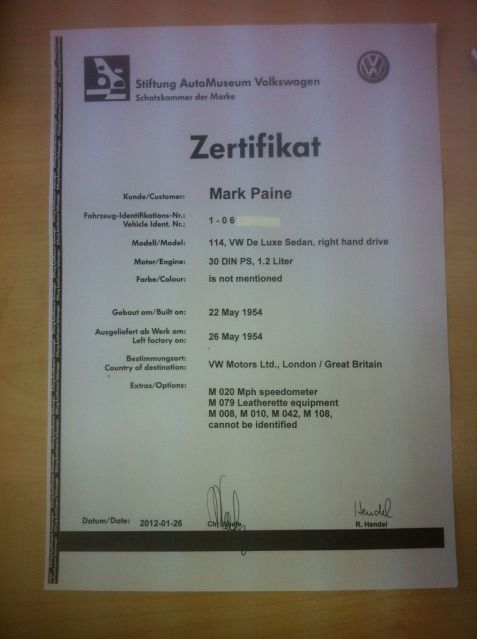 Stiftung AutoMuseum Volkswagen
Schatzkammer der Marke
Zertifikat
Kunde/Customer: Mark Paine
Fahrzeug-Identifikations-Nr.:
Vehicle Ident. Nr.: 1 - 0 6
Modell/Model: 114, VW De Luxe Sedan, right hand drive
Motor/Engine: 30 DIN PS, 1.2 Liter
Farbe/Colour: is not mentioned
Gebaut am/Built on: 22 May 1954
Ausgeliefert ab Werk am:
Left factory on: 26 May 1954
Bestimmungsort:
Country of destination: VW Motors Ltd., London / Great Britain
Extras/Options: M 020 Mph speedometer
M 079 Leatherette equipment
M 008, M 010, M 042, M 108,
cannot be identified
Hendel
Datum/Date: 2012-01-26 Chr. R. Hendel